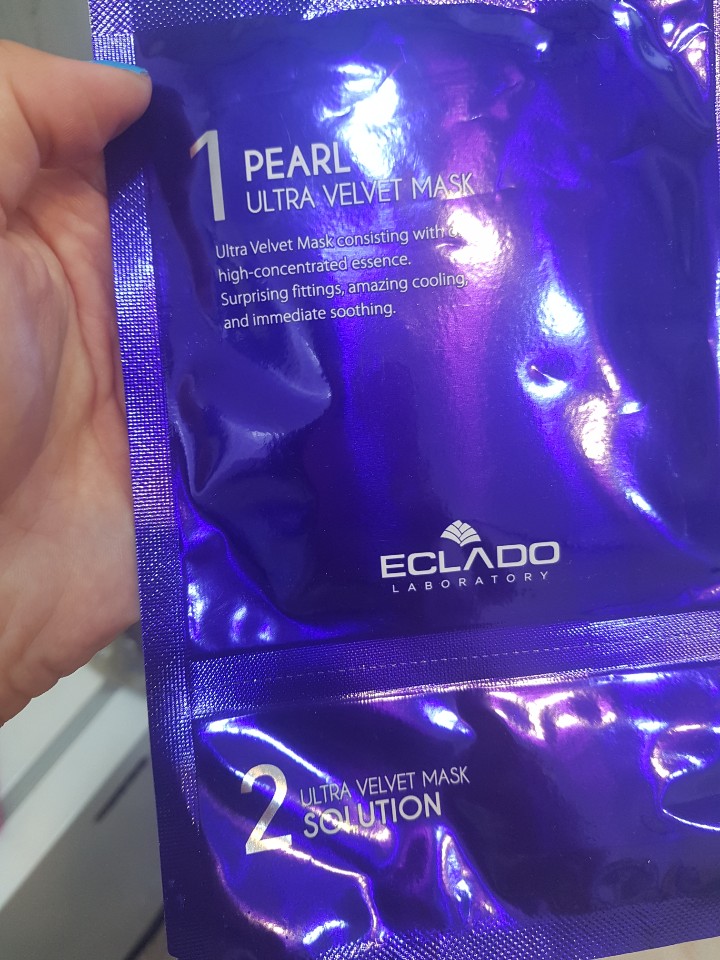 1
PEARL
ULTRA VELVET MASK
Ultra Velvet Mask consisting with
high-concentrated essence.
Surprising fittings, amazing cooling,
and immediate soothing.
ECLADO
LABORATORY
2
ULTRA VELVET MASK
SOLUTION